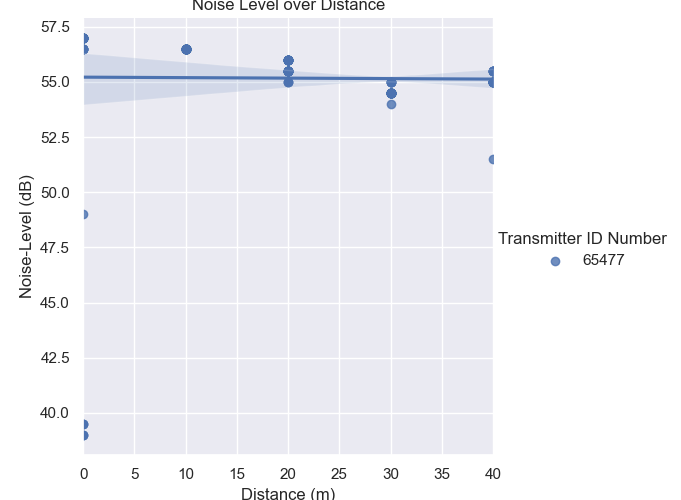 Noise Level over Distance
57.5
55.0
52.5
50.0
47.5
45.0
42.5
40.0
Noise-Level (dB)
0 5 10 15 20 25 30 35 40
Distance (m)
Transmitter ID Number
65477